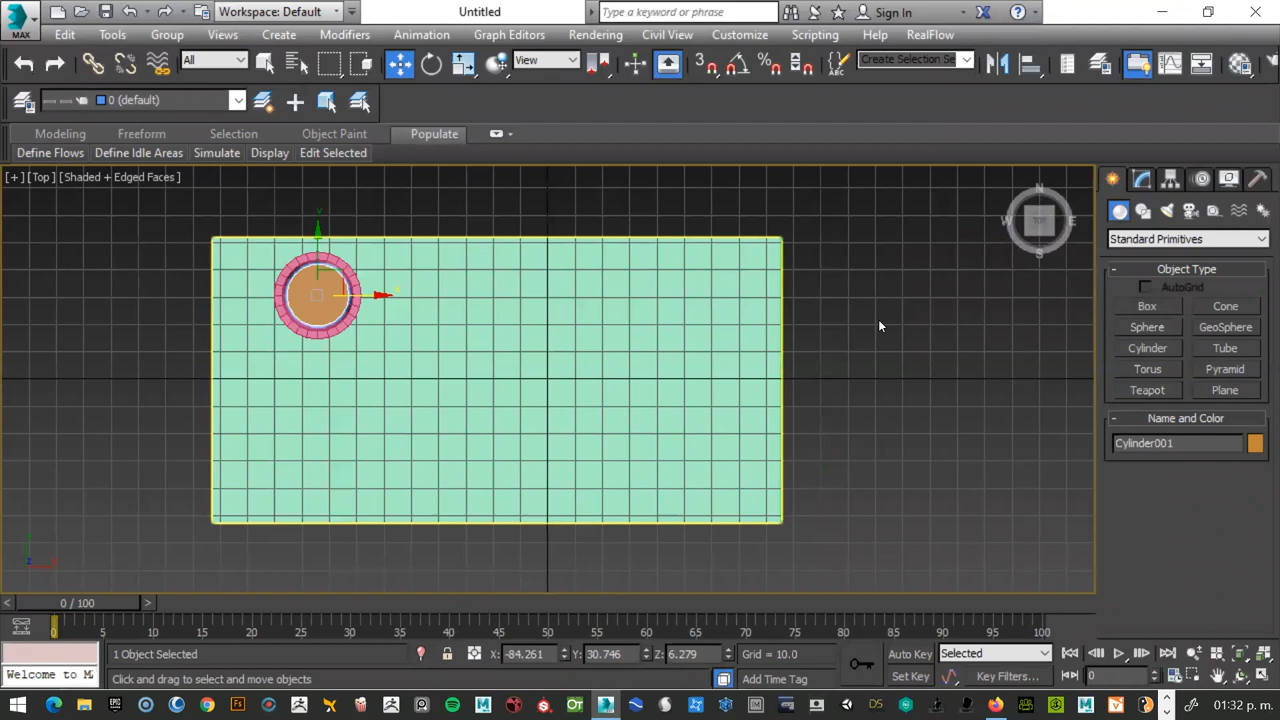 MAX
Workspace: Default
Untitled
Type a keyword or phrase
Sign In
Edit Tools Group Views Create Modifiers Animation Graph Editors Rendering Civil View Customize Scripting Help RealFlow
All
View
3
Create Selection Se
0 (default)
Modeling Freeform Selection Object Paint Populate
Define Flows Define Idle Areas Simulate Display Edit Selected
[+] [Top] [Shaded + Edged Faces ]
N
W TOP E
S
Y
Standard Primitives
- Object Type
AutoGrid
Box Cone
Sphere GeoSphere
Cylinder Tube
Torus Pyramid
Teapot Plane
- Name and Color
Cylinder001
< 0 / 100 >
0 5 10 15 20 25 30 35 40 45 50 55 60 65 70 75 80 85 90 95 100
1 Object Selected X: -84.261 Y: 30.746 Z: 6.279 Grid = 10.0 Auto Key Selected
Welcome to M
Click and drag to select and move objects Add Time Tag Set Key Key Filters... 0
01:32 p. m.